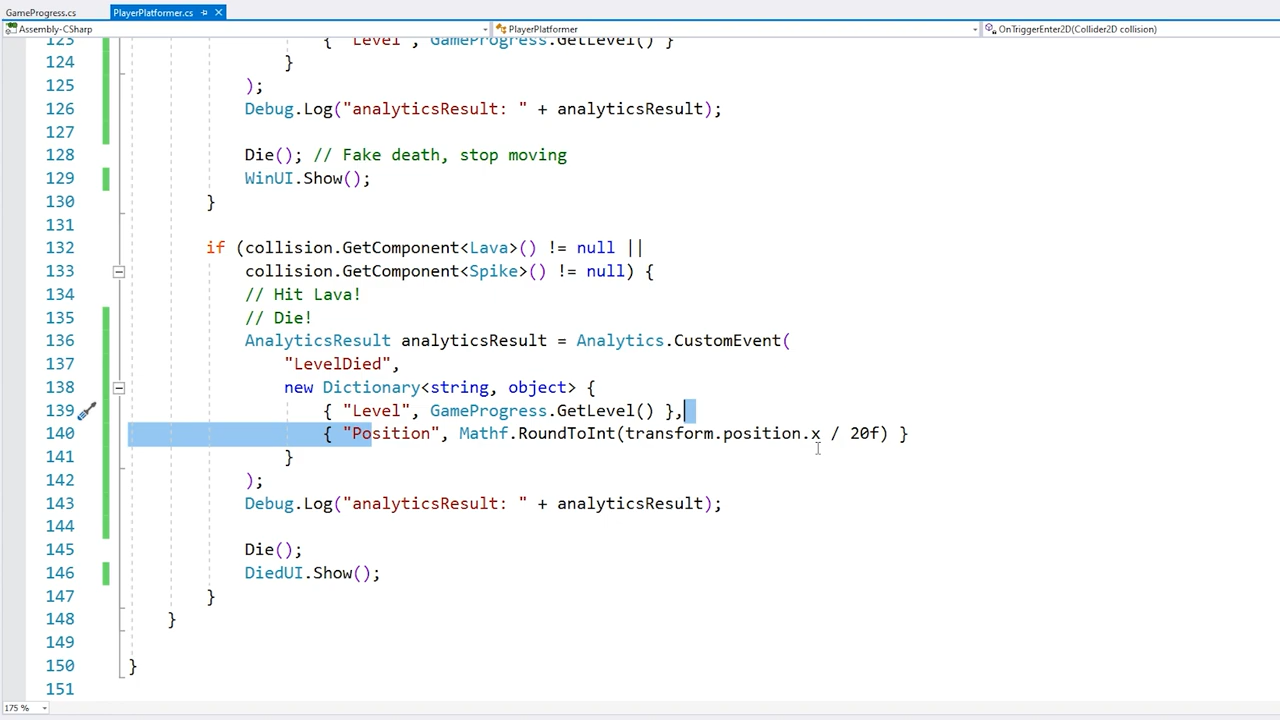 GameProgress.cs PlayerPlatformer.cs
Assembly-CSharp PlayerPlatformer OnTriggerEnter2D(Collider2D collision)
123 { "Level", GameProgress.GetLevel() }
124 }
125 );
126 Debug.Log("analyticsResult: " + analyticsResult);
127
128 Die(); // Fake death, stop moving
129 WinUI.Show();
130 }
131
132 if (collision.GetComponent<Lava>() != null ||
133 collision.GetComponent<Spike>() != null) {
134 // Hit Lava!
135 // Die!
136 AnalyticsResult analyticsResult = Analytics.CustomEvent(
137 "LevelDied",
138 new Dictionary<string, object> {
139 { "Level", GameProgress.GetLevel() },
140 { "Position", Mathf.RoundToInt(transform.position.x / 20f) }
141 }
142 );
143 Debug.Log("analyticsResult: " + analyticsResult);
144
145 Die();
146 DiedUI.Show();
147 }
148 }
149
150 }
151
175 %